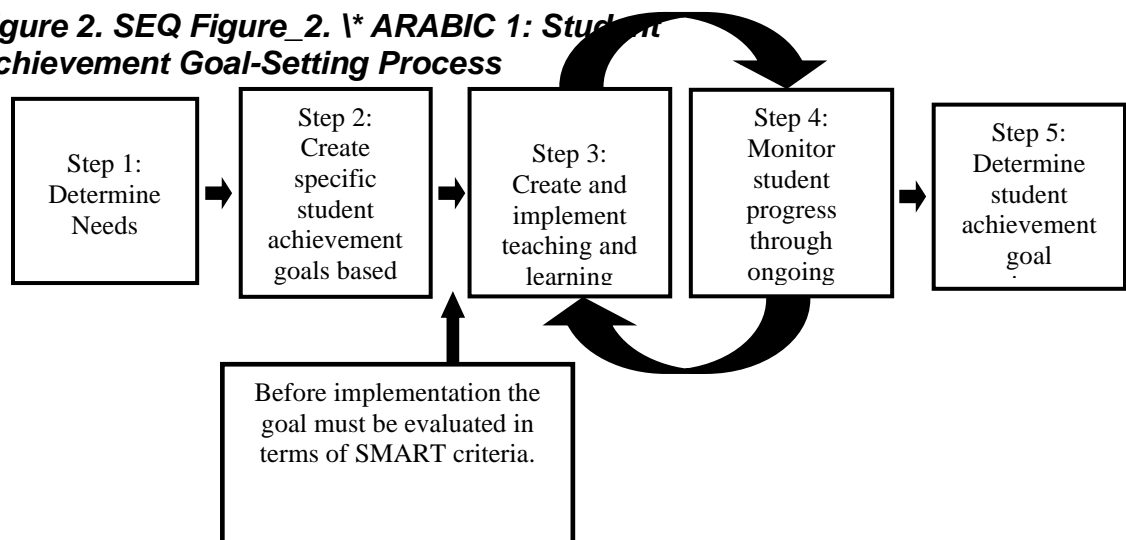 igure 2. SEQ Figure_2. \* ARABIC 1: Student
chievement Goal-Setting Process
Step 1:
Determine
Needs
Step 2:
Create
specific
student
achievement
goals based
Step 3:
Create and
implement
teaching and
learning
Step 4:
Monitor
student
progress
through
ongoing
Step 5:
Determine
student
achievement
goal
Before implementation the
goal must be evaluated in
terms of SMART criteria.